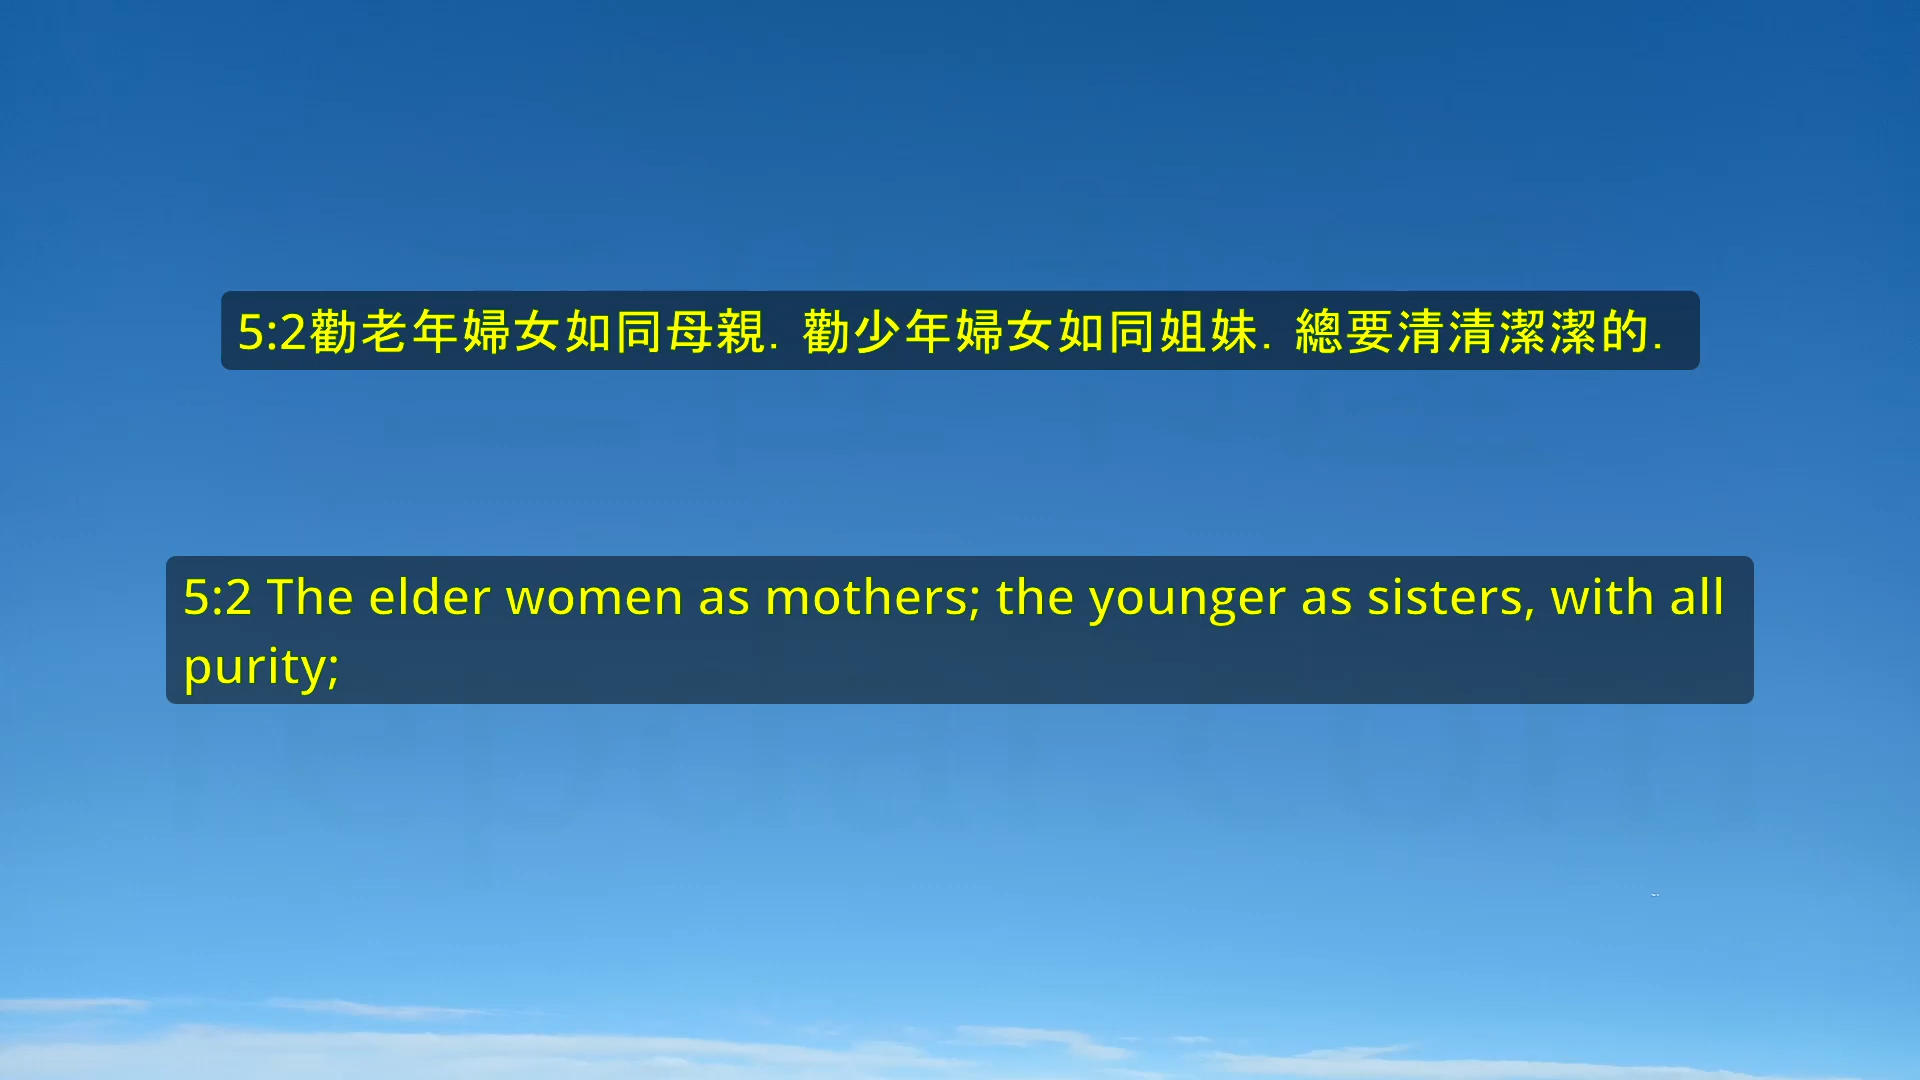 5:2勸老年婦女如同母親. 勸少年婦女如同姐妹. 總要清清潔潔的.
5:2 The elder women as mothers; the younger as sisters, with all
purity;